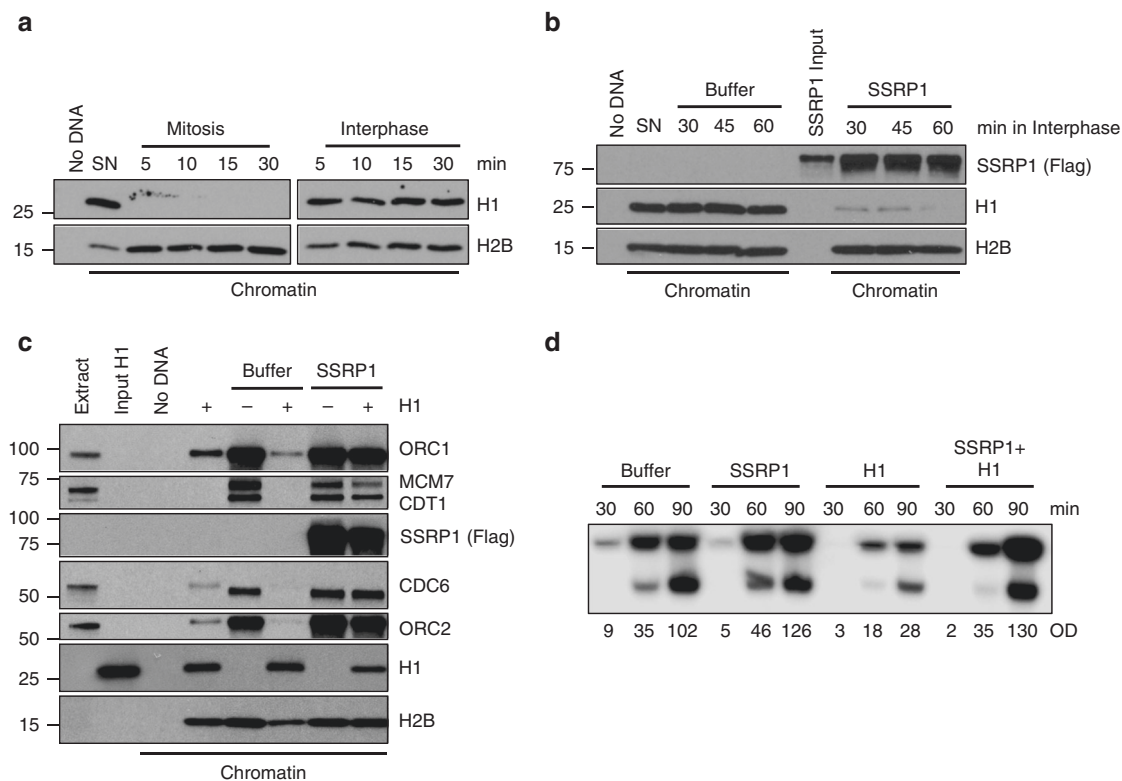 a
No DNA
SN
Mitosis
Interphase
5 10 15 30 5 10 15 30 min
25
H1
15
H2B
Chromatin
b
No DNA
SN
Buffer
SSRP1 Input
SSRP1
30 45 60 30 45 60 min in Interphase
75
SSRP1 (Flag)
25
H1
15
H2B
Chromatin Chromatin
c
Extract
Input H1
No DNA
Buffer SSRP1
+ – + – + H1
100
ORC1
75
MCM7
CDT1
100
75
SSRP1 (Flag)
50
CDC6
50
ORC2
25
H1
15
H2B
Chromatin
d
Buffer SSRP1 H1 SSRP1+
H1
30 60 90 30 60 90 30 60 90 30 60 90 min
9 35 102 5 46 126 3 18 28 2 35 130 OD